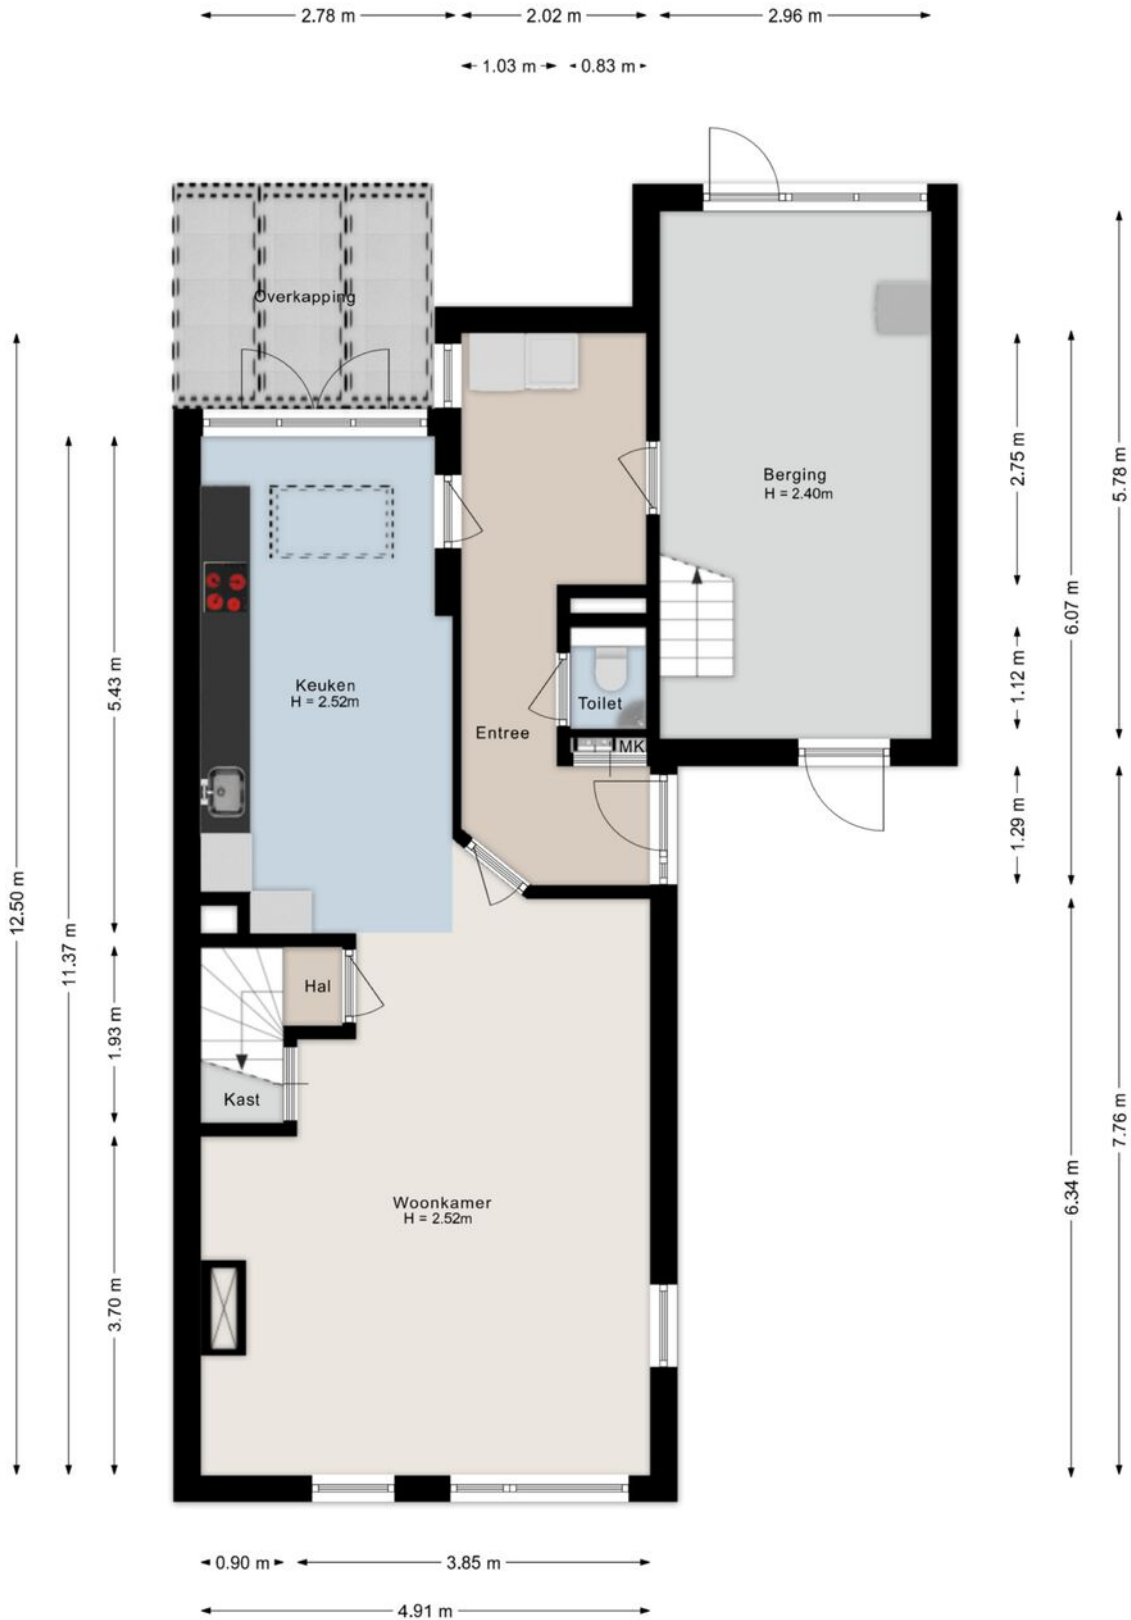 2.78 m
2.02 m
2.96 m
1.03 m
0.83 m
Overkapping
Berging
H = 2.40m
2.75 m
5.78 m
6.07 m
5.43 m
Keuken
H = 2.52m
1.12 m
Toilet
Entree
MK
1.29 m
12.50 m
11.37 m
Hal
1.93 m
Kast
7.76 m
6.34 m
Woonkamer
H = 2.52m
3.70 m
0.90 m
3.85 m
4.91 m